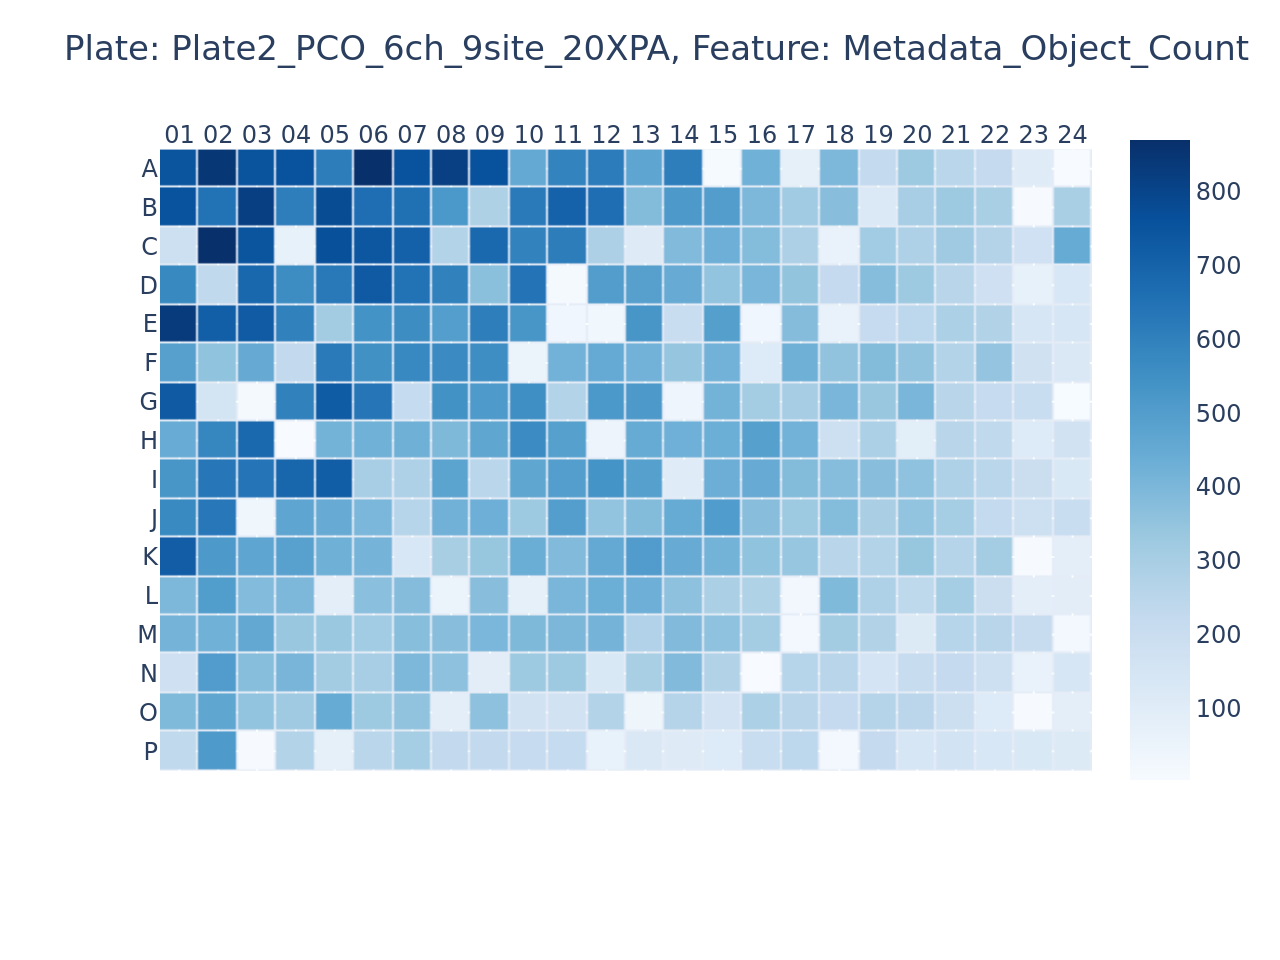 Plate: Plate2_PCO_6ch_9site_20XPA, Feature: Metadata_Object_Count
01 02 03 04 05 06 07 08 09 10 11 12 13 14 15 16 17 18 19 20 21 22 23 24
A
B
C
D
E
F
G
H
I
J
K
L
M
N
O
P
800
700
600
500
400
300
200
100